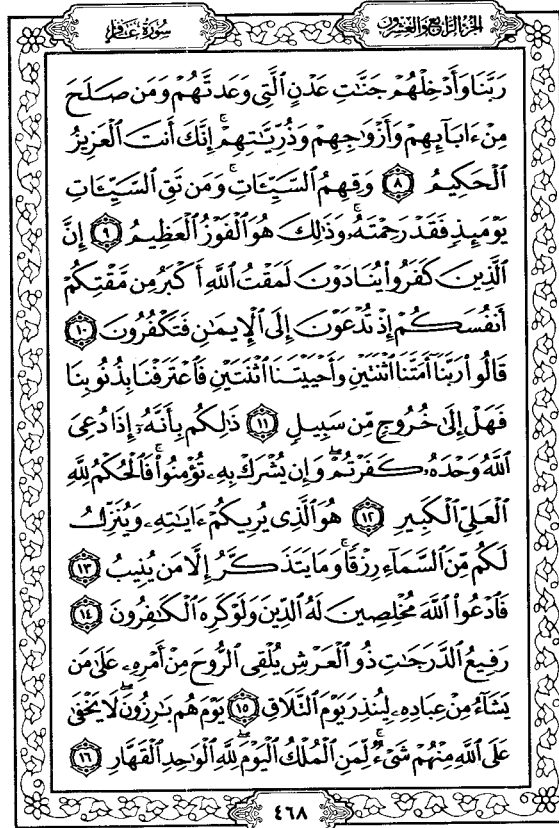 الجزء الرابع والعشرون
سورة غافر
رَبَّنَا وَأَدْخِلْهُمْ جَنَّٰتِ عَدْنٍ ٱلَّتِى وَعَدتَّهُمْ وَمَن صَلَحَ
مِنْ ءَابَآئِهِمْ وَأَزْوَٰجِهِمْ وَذُرِّيَّٰتِهِمْ ۚ إِنَّكَ أَنتَ ٱلْعَزِيزُ
ٱلْحَكِيمُ ٨ وَقِهِمُ ٱلسَّيِّـَٔاتِ ۚ وَمَن تَقِ ٱلسَّيِّـَٔاتِ
يَوْمَئِذٍ فَقَدْ رَحِمْتَهُۥ ۚ وَذَٰلِكَ هُوَ ٱلْفَوْزُ ٱلْعَظِيمُ ٩ إِنَّ
ٱلَّذِينَ كَفَرُوا۟ يُنَادَوْنَ لَمَقْتُ ٱللَّهِ أَكْبَرُ مِن مَّقْتِكُمْ
أَنفُسَكُمْ إِذْ تُدْعَوْنَ إِلَى ٱلْإِيمَٰنِ فَتَكْفُرُونَ ١٠
قَالُوا۟ رَبَّنَآ أَمَتَّنَا ٱثْنَتَيْنِ وَأَحْيَيْتَنَا ٱثْنَتَيْنِ فَٱعْتَرَفْنَا بِذُنُوبِنَا
فَهَلْ إِلَىٰ خُرُوجٍ مِّن سَبِيلٍ ١١ ذَٰلِكُم بِأَنَّهُۥٓ إِذَا دُعِىَ
ٱللَّهُ وَحْدَهُۥ كَفَرْتُمْ ۖ وَإِن يُشْرَكْ بِهِۦ تُؤْمِنُوا۟ ۚ فَٱلْحُكْمُ لِلَّهِ
ٱلْعَلِىِّ ٱلْكَبِيرِ ١٢ هُوَ ٱلَّذِى يُرِيكُمْ ءَايَٰتِهِۦ وَيُنَزِّلُ
لَكُم مِّنَ ٱلسَّمَآءِ رِزْقًا ۚ وَمَا يَتَذَكَّرُ إِلَّا مَن يُنِيبُ ١٣
فَٱدْعُوا۟ ٱللَّهَ مُخْلِصِينَ لَهُ ٱلدِّينَ وَلَوْ كَرِهَ ٱلْكَٰفِرُونَ ١٤
رَفِيعُ ٱلدَّرَجَٰتِ ذُو ٱلْعَرْشِ يُلْقِى ٱلرُّوحَ مِنْ أَمْرِهِۦ عَلَىٰ مَن
يَشَآءُ مِنْ عِبَادِهِۦ لِيُنذِرَ يَوْمَ ٱلتَّلَاقِ ١٥ يَوْمَ هُم بَٰرِزُونَ ۖ لَا يَخْفَىٰ
عَلَى ٱللَّهِ مِنْهُمْ شَىْءٌ ۚ لِّمَنِ ٱلْمُلْكُ ٱلْيَوْمَ ۖ لِلَّهِ ٱلْوَٰحِدِ ٱلْقَهَّارِ ١٦
٤٦٨